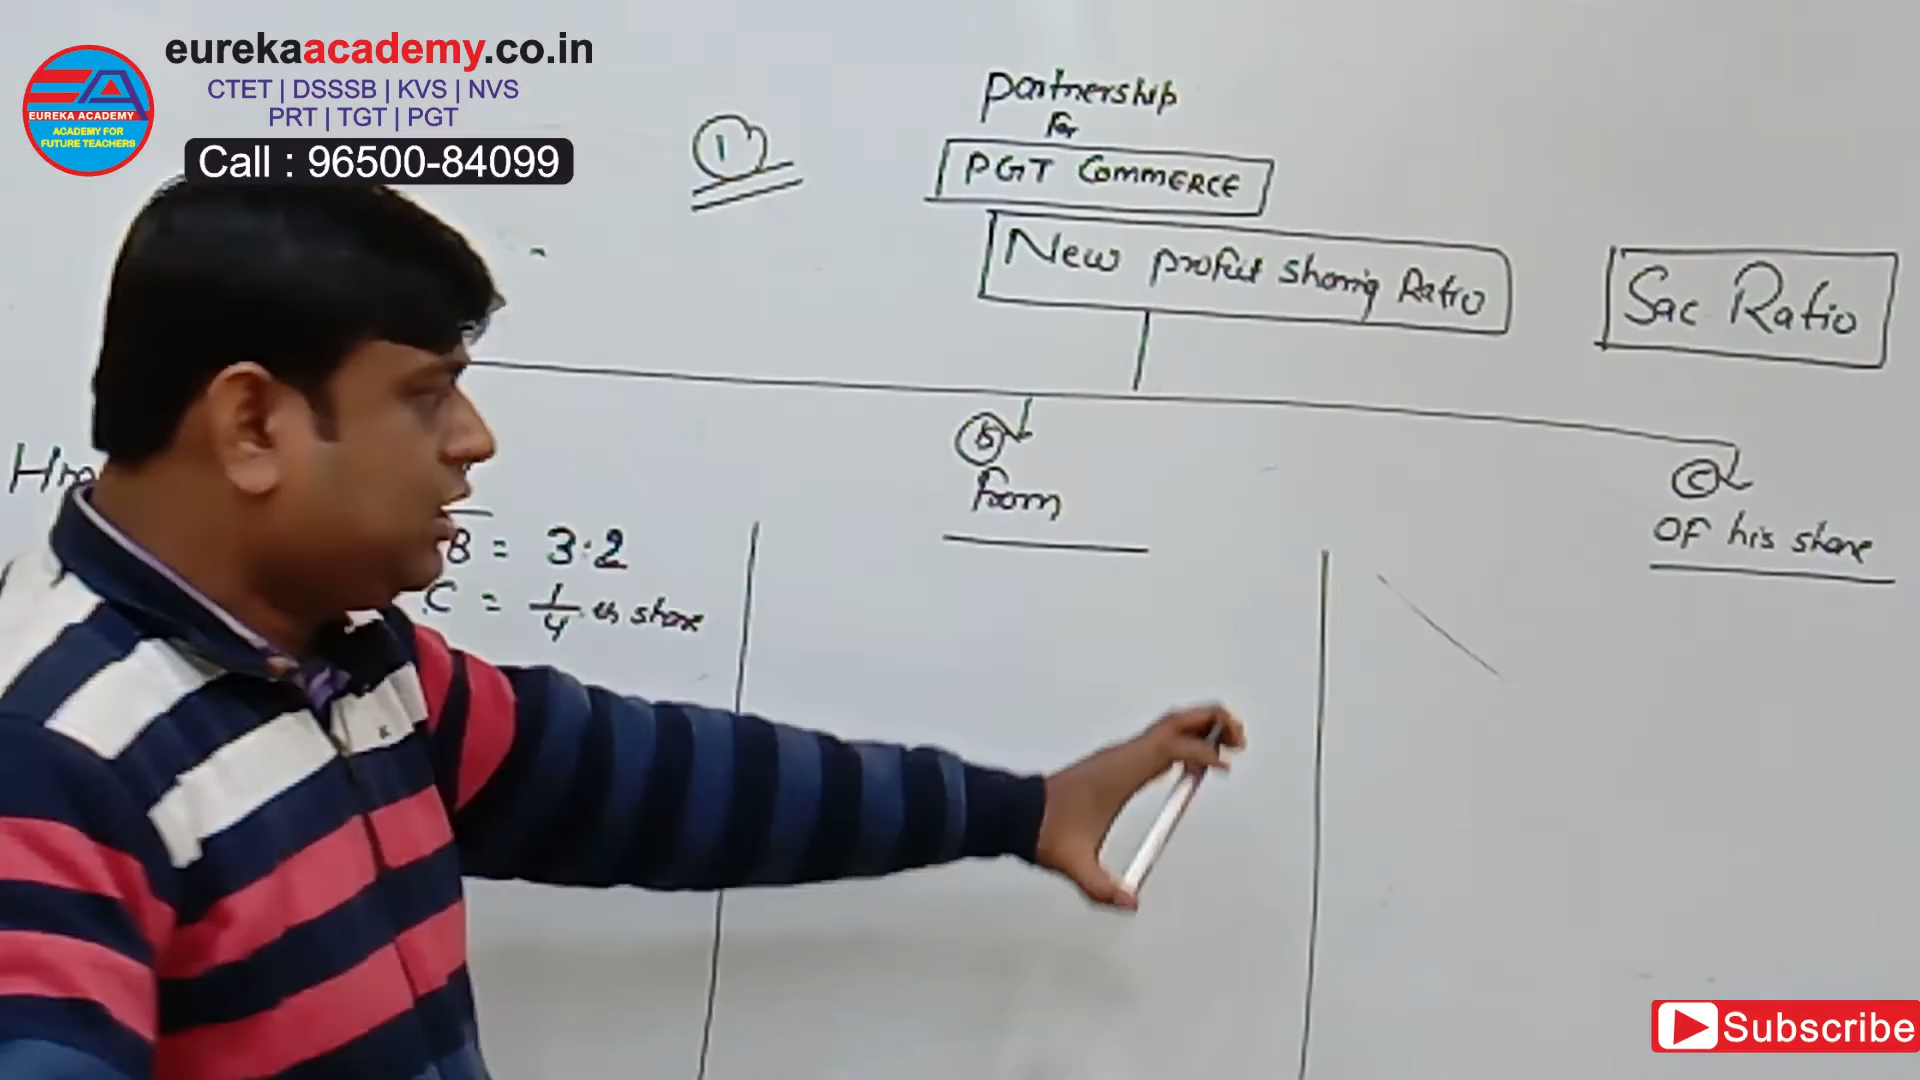 eurekaacademy.co.in
CTET | DSSSB | KVS | NVS
PRT | TGT | PGT
Call : 96500-84099
EUREKA ACADEMY
ACADEMY FOR
FUTURE TEACHERS
1
Partnership
For
PGT COMMERCE
New profit sharing Ratio
Sac Ratio
B
From
C
OF his share
B = 3:2
C = 1/4 th share
Subscribe